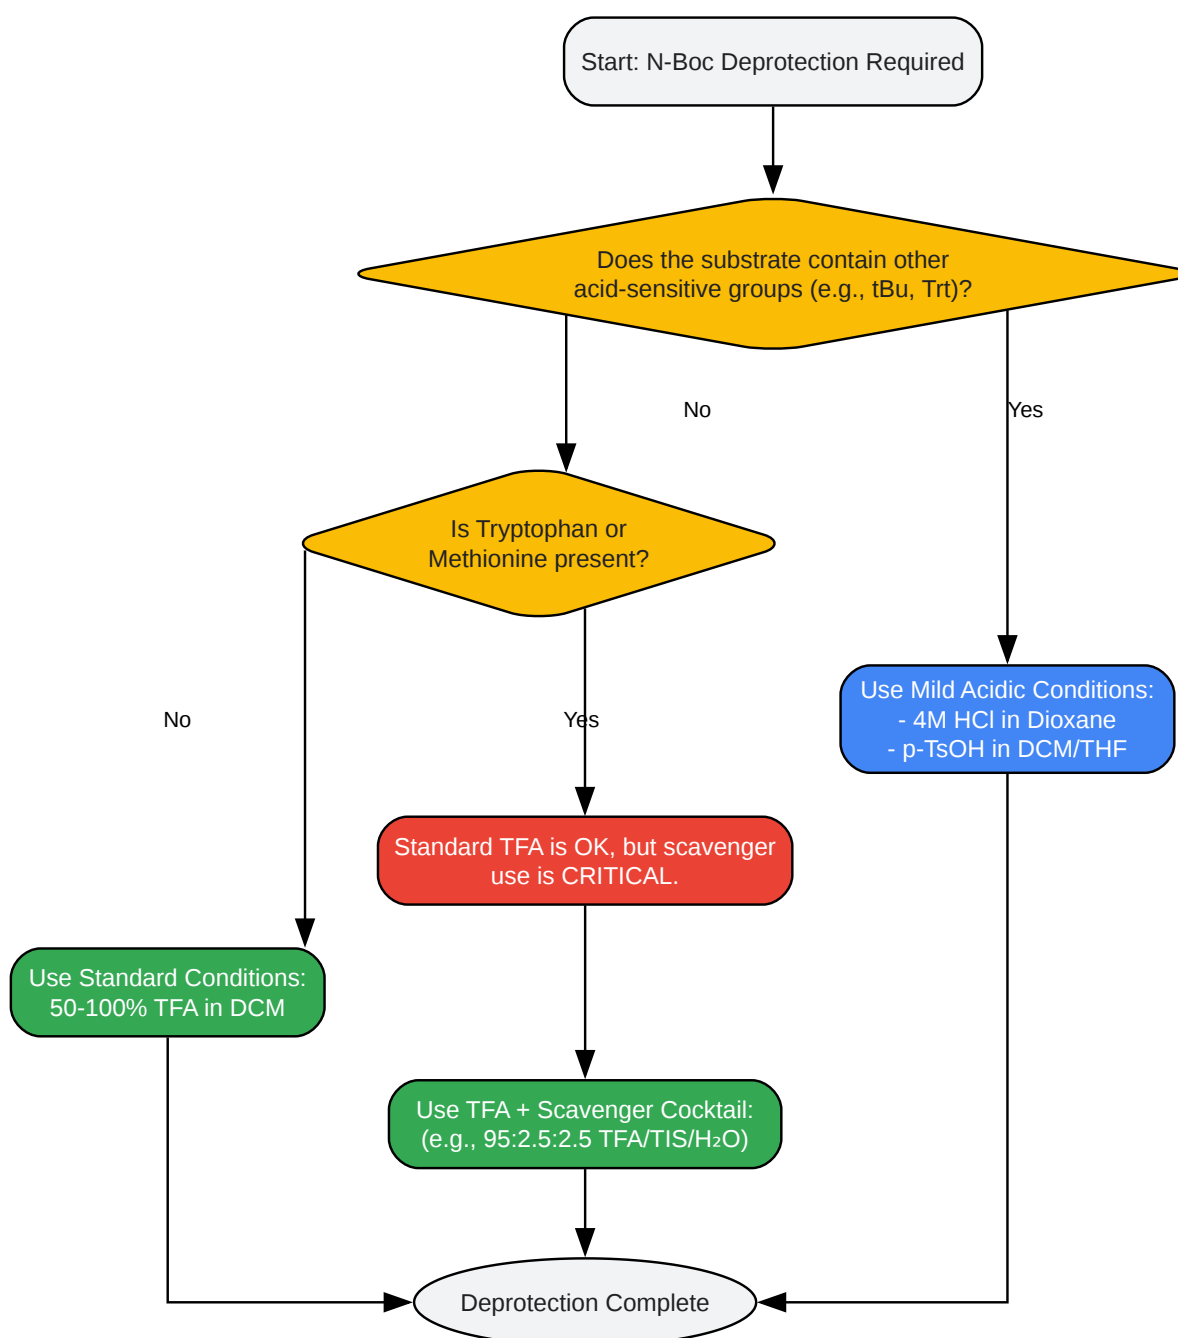 Start: N-Boc Deprotection Required
Does the substrate contain other
acid-sensitive groups (e.g., tBu, Trt)?
No
Yes
Is Tryptophan or
Methionine present?
Use Mild Acidic Conditions:
- 4M HCl in Dioxane
- p-TsOH in DCM/THF
No
Yes
Standard TFA is OK, but scavenger
use is CRITICAL.
Use Standard Conditions:
50-100% TFA in DCM
Use TFA + Scavenger Cocktail:
(e.g., 95:2.5:2.5 TFA/TIS/H₂O)
Deprotection Complete